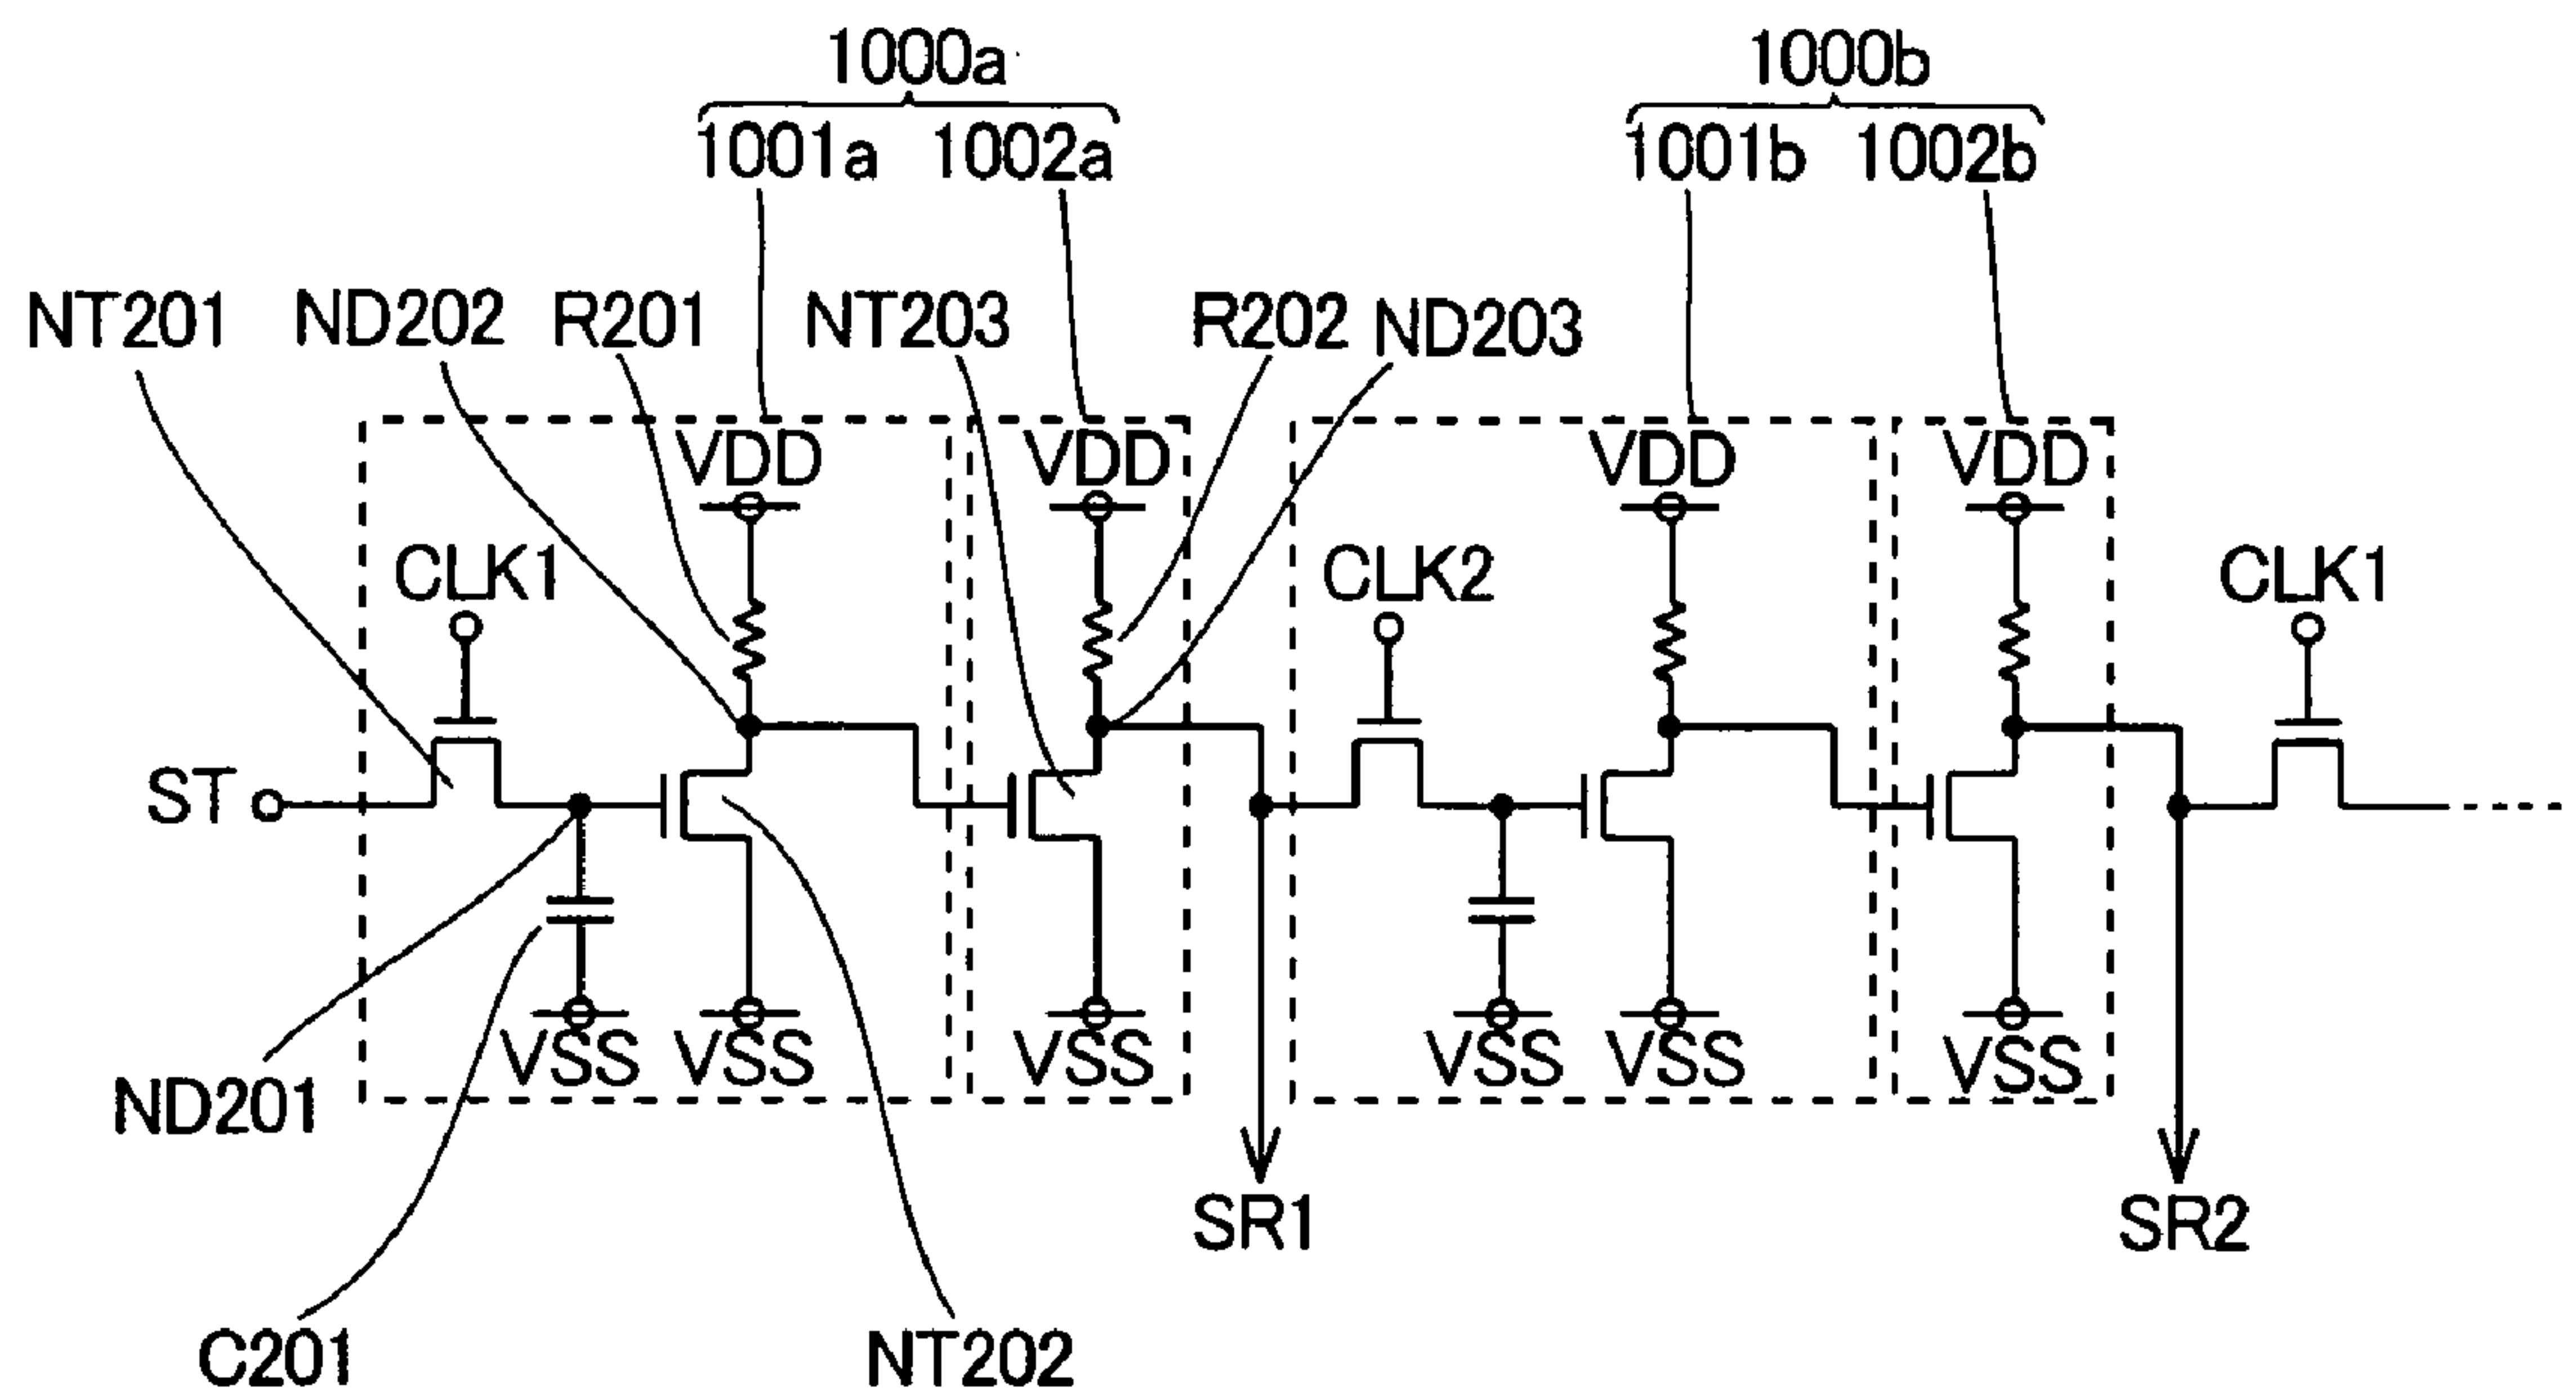 1000a 1000b
1001a 1002a 1001b 1002b
NT201 ND202 R201 NT203 R202 ND203
VDD VDD VDD VDD
CLK1 CLK2 CLK1
ST
VSS VSS VSS VSS VSS VSS
ND201
SR1 SR2
C201 NT202